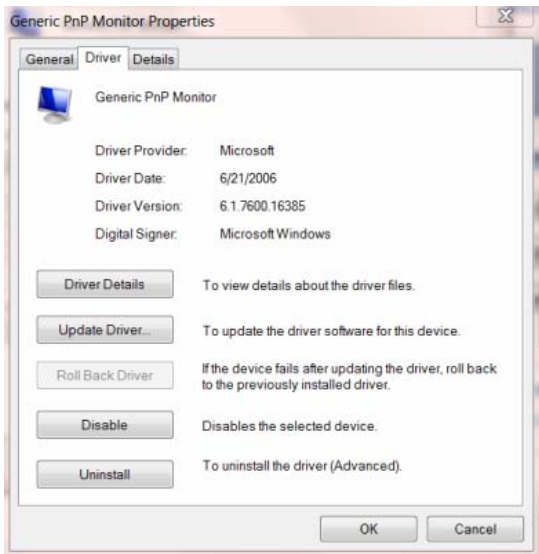 Generic PnP Monitor Properties
General Driver Details
Generic PnP Monitor
Driver Provider: Microsoft
Driver Date: 6/21/2006
Driver Version: 6.1.7600.16385
Digital Signer: Microsoft Windows
Driver Details To view details about the driver files.
Update Driver... To update the driver software for this device.
Roll Back Driver If the device fails after updating the driver, roll back
to the previously installed driver.
Disable Disables the selected device.
Uninstall To uninstall the driver (Advanced).
OK Cancel